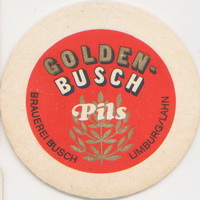 GOLDEN-
BUSCH
Pils
BRAUEREI BUSCH
LIMBURG/LAHN